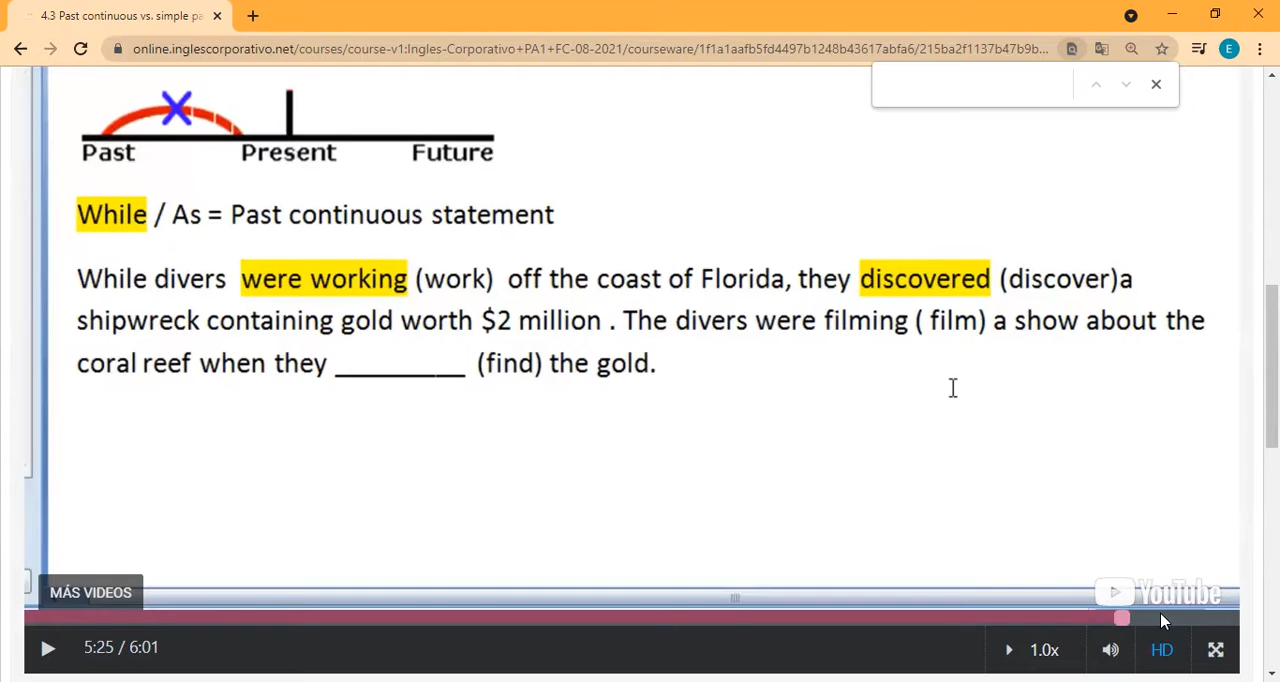 4.3 Past continuous vs. simple pa
online.inglescorporativo.net/courses/course-v1:Ingles-Corporativo+PA1+FC-08-2021/courseware/1f1a1aafb5fd4497b1248b43617abfa6/215ba2f1137b47b9b...
E
Past Present Future
While / As = Past continuous statement
While divers were working (work) off the coast of Florida, they discovered (discover)a
shipwreck containing gold worth $2 million . The divers were filming ( film) a show about the
coral reef when they _________ (find) the gold.
MÁS VIDEOS
YouTube
5:25 / 6:01
1.0x
HD